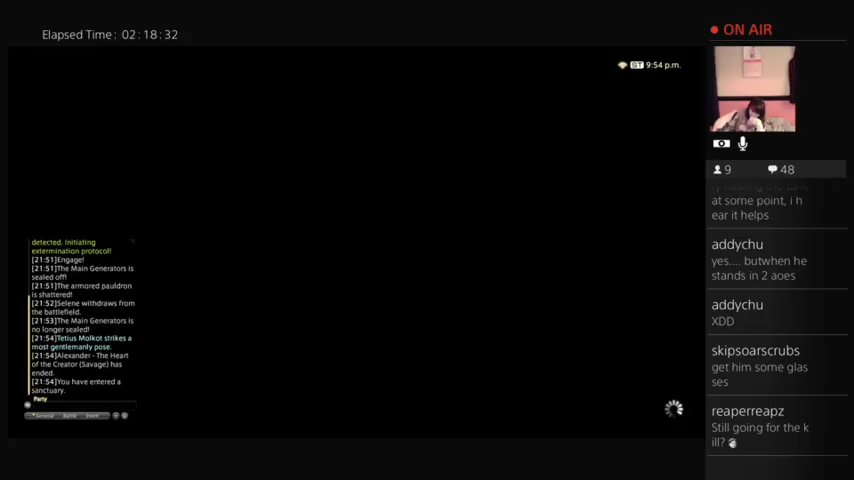 Elapsed Time : 02 : 18 : 32
ON AIR
ST 9:54 p.m.
9
48
at some point, i h
ear it helps
addychu
yes.... butwhen he
stands in 2 aoes
addychu
XDD
skipsoarscrubs
get him some glas
ses
reaperreapz
Still going for the k
ill?
detected. Initiating
extermination protocol!
[21:51]Engage!
[21:51]The Main Generators is
sealed off!
[21:51]The armored pauldron
is shattered!
[21:52]Selene withdraws from
the battlefield.
[21:53]The Main Generators is
no longer sealed!
[21:54]Tetius Molkot strikes a
most gentlemanly pose.
[21:54]Alexander - The Heart
of the Creator (Savage) has
ended.
[21:54]You have entered a
sanctuary.
Party
General Battle Event